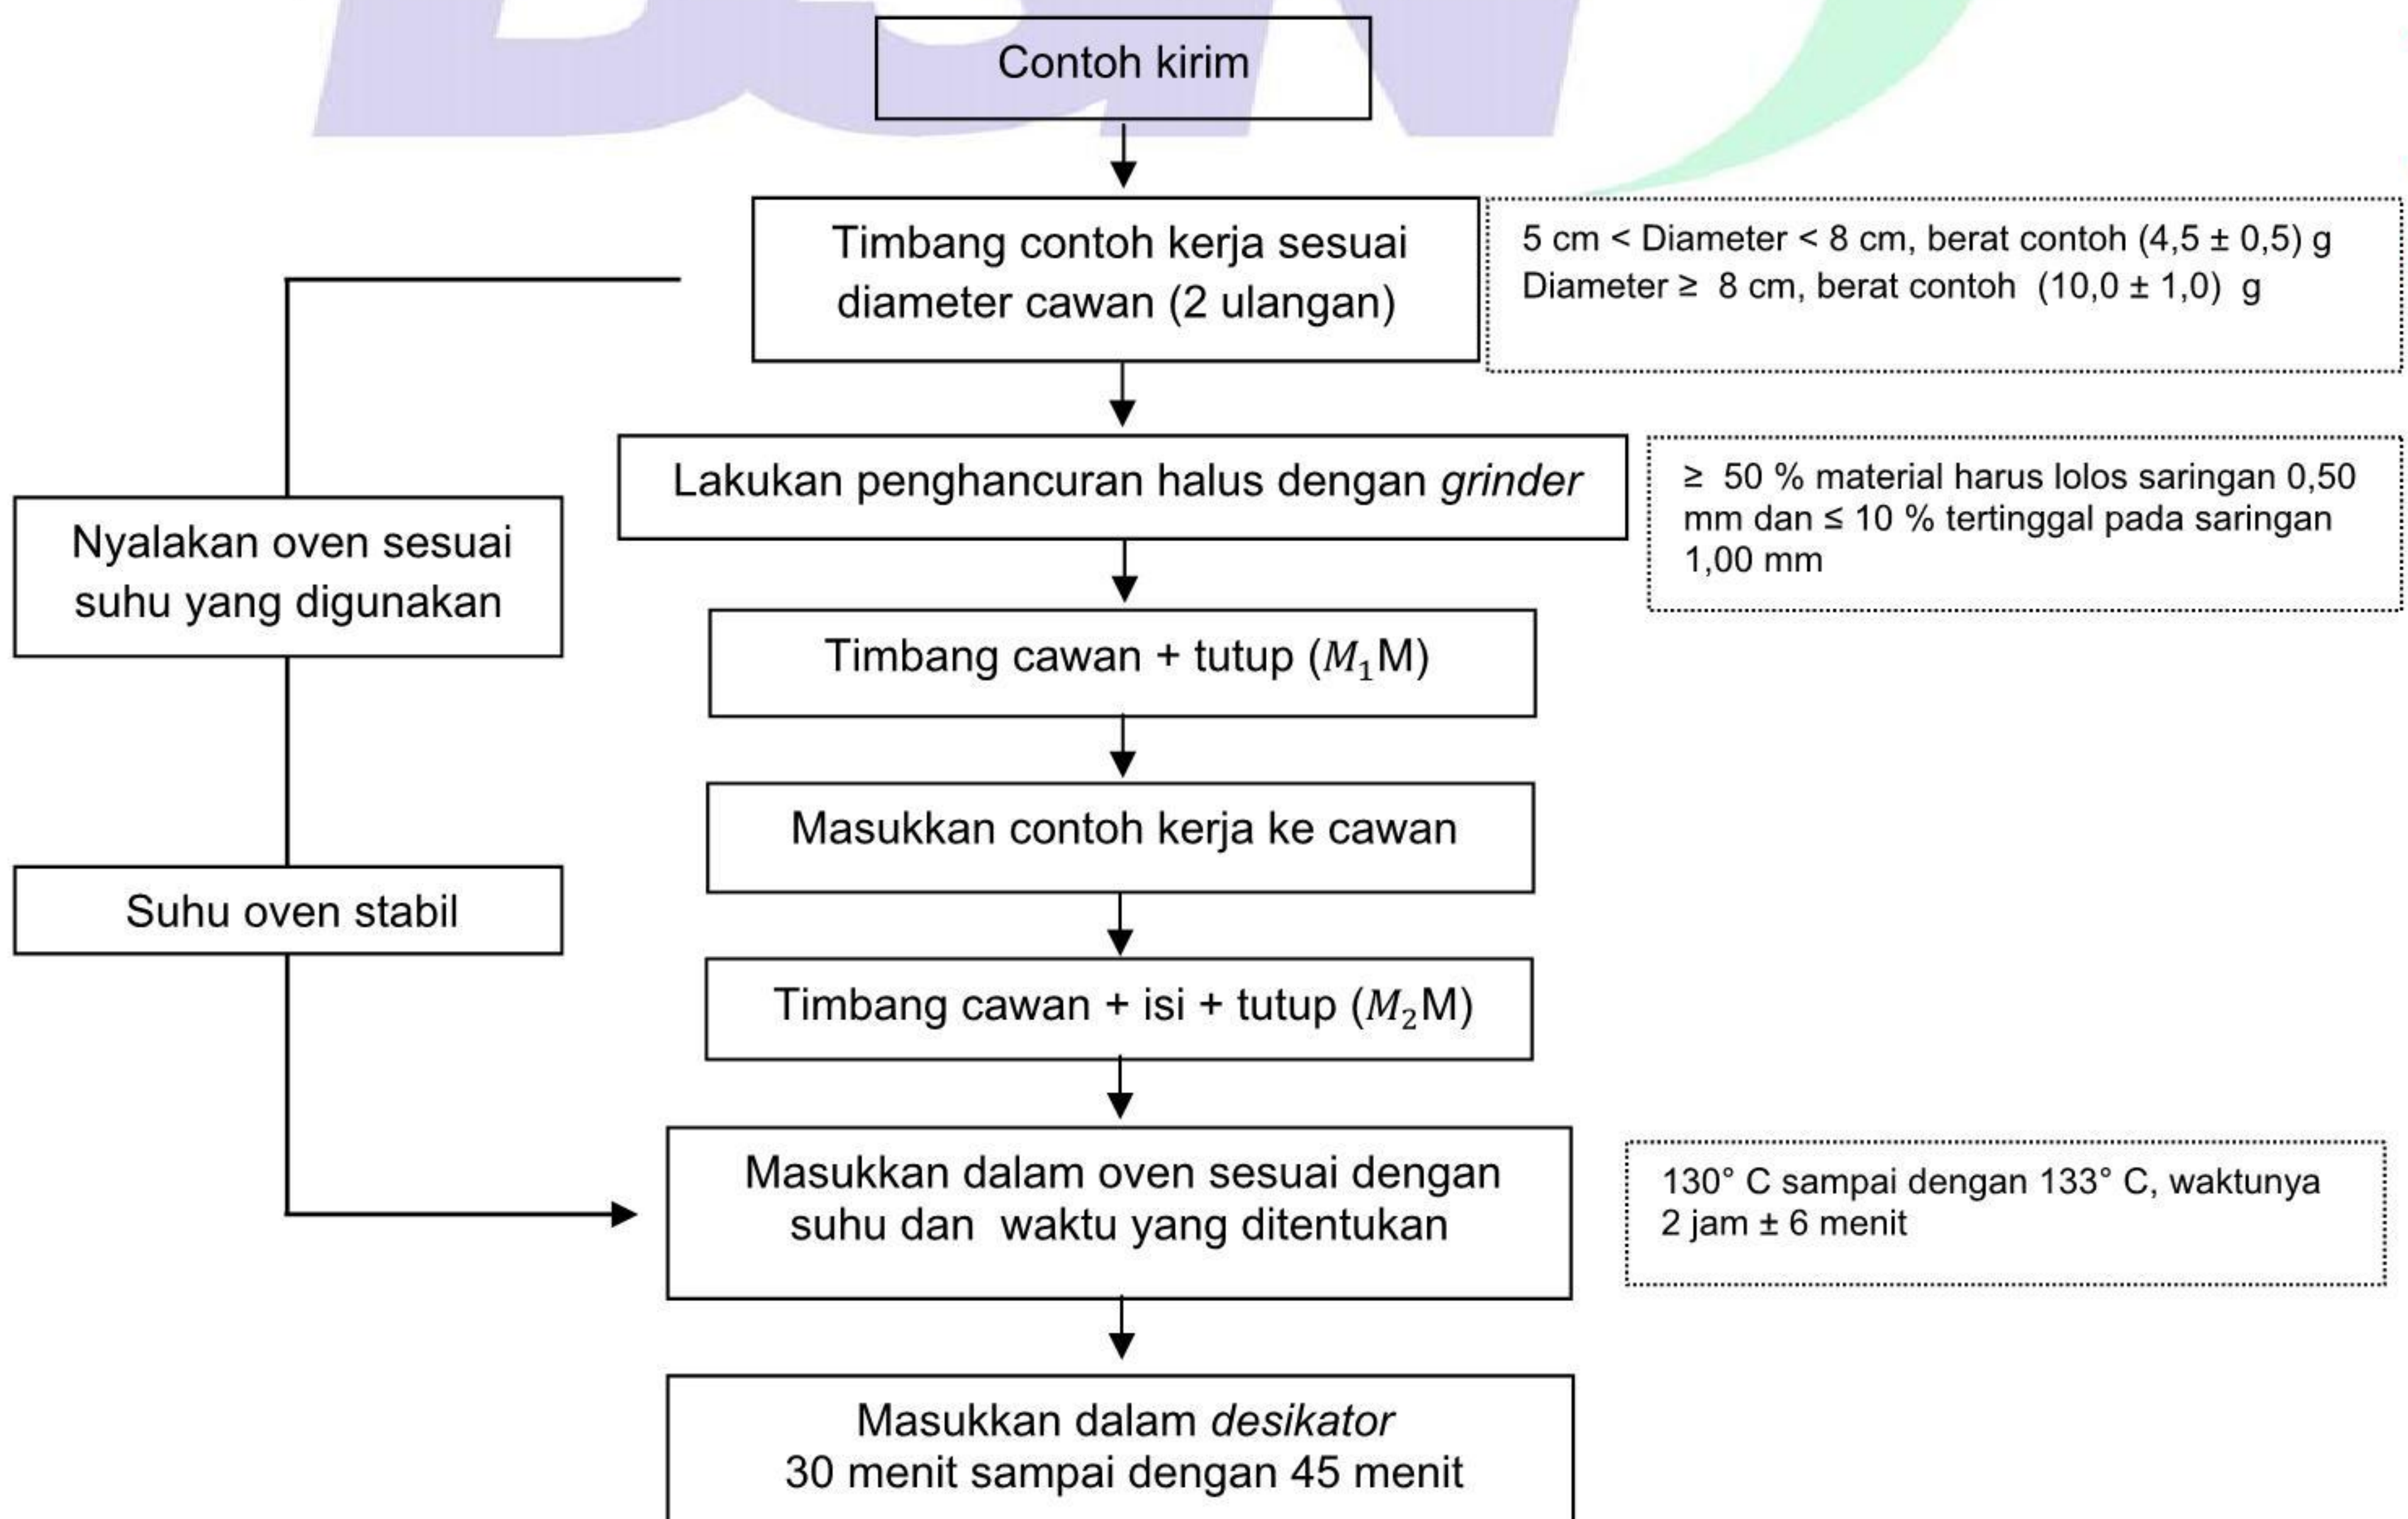 Contoh kirim
Timbang contoh kerja sesuai
diameter cawan (2 ulangan)
5 cm < Diameter < 8 cm, berat contoh (4,5 ± 0,5) g
Diameter ≥ 8 cm, berat contoh (10,0 ± 1,0) g
Lakukan penghancuran halus dengan grinder
≥ 50 % material harus lolos saringan 0,50
mm dan ≤ 10 % tertinggal pada saringan
1,00 mm
Nyalakan oven sesuai
suhu yang digunakan
Timbang cawan + tutup (M₁M)
Masukkan contoh kerja ke cawan
Suhu oven stabil
Timbang cawan + isi + tutup (M₂M)
Masukkan dalam oven sesuai dengan
suhu dan waktu yang ditentukan
130° C sampai dengan 133° C, waktunya
2 jam ± 6 menit
Masukkan dalam desikator
30 menit sampai dengan 45 menit